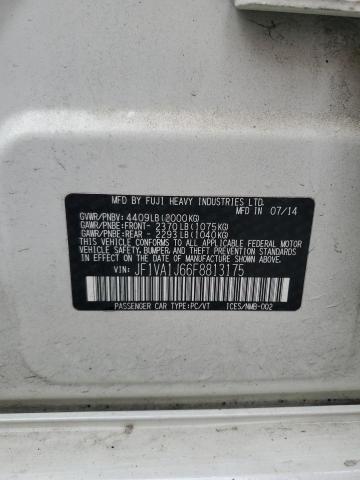 MFD BY FUJI HEAVY INDUSTRIES LTD.
GVWR/PNBV: 4409LB(2000KG) IN 07/14
GAWR/PNBE:FRONT- 2370LB(1075KG)
GAWR/PNBE:REAR - 2293LB(1040KG)
THIS VEHICLE CONFORMS TO ALL APPLICABLE FEDERAL MOTOR
VEHICLE SAFETY, BUMPER, AND THEFT PREVENTION STANDARDS
IN EFFECT ON THE DATE OF MANUFACTURE SHOWN ABOVE.
VIN: JF1VA1J66F8813175
PASSENGER CAR TYPE:PC/VT ICES/NMB-002